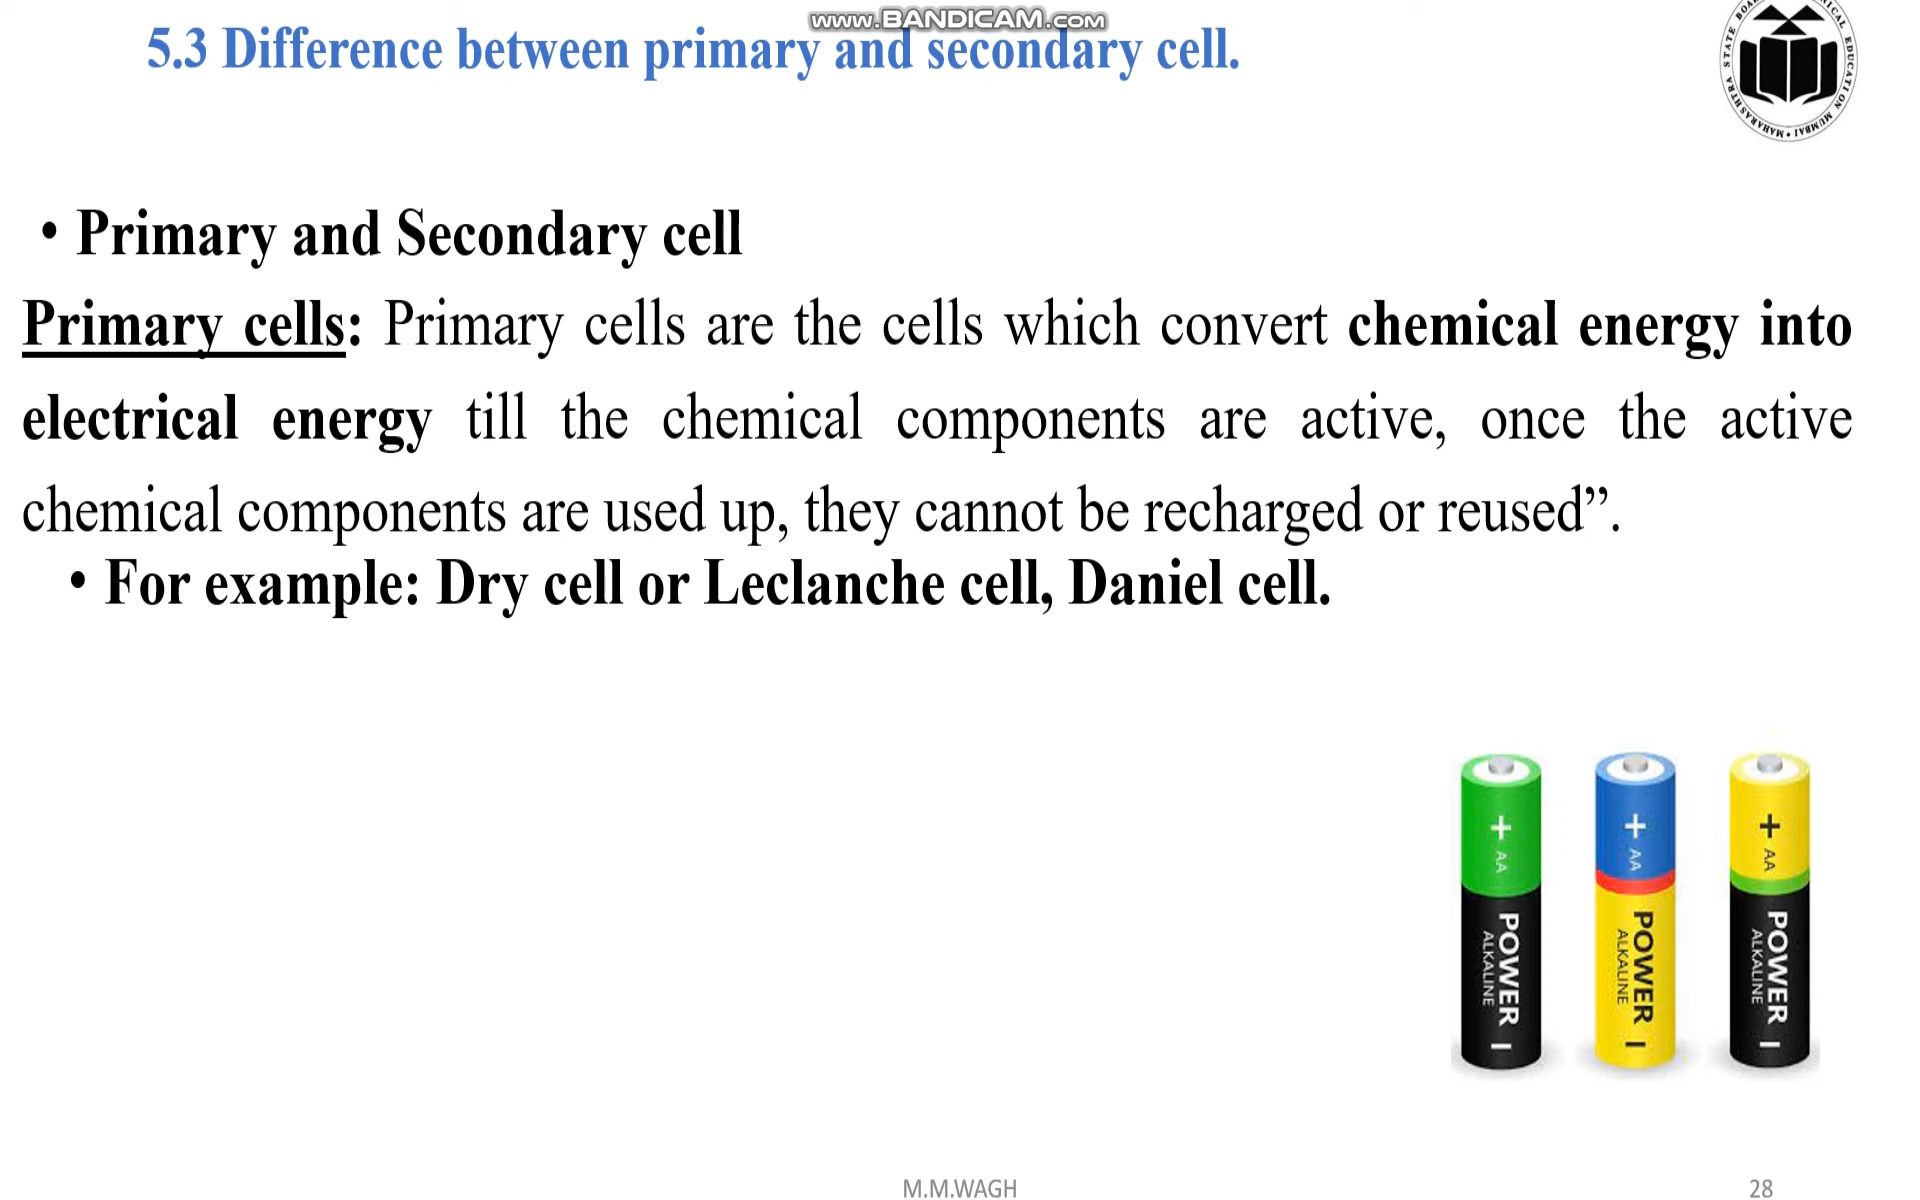 www.BANDICAM.com
5.3 Difference between primary and secondary cell.
• Primary and Secondary cell
Primary cells: Primary cells are the cells which convert chemical energy into
electrical energy till the chemical components are active, once the active
chemical components are used up, they cannot be recharged or reused”.
• For example: Dry cell or Leclanche cell, Daniel cell.
+ AA POWER ALKALINE –
+ AA POWER ALKALINE –
+ AA POWER ALKALINE –
M.M.WAGH
28